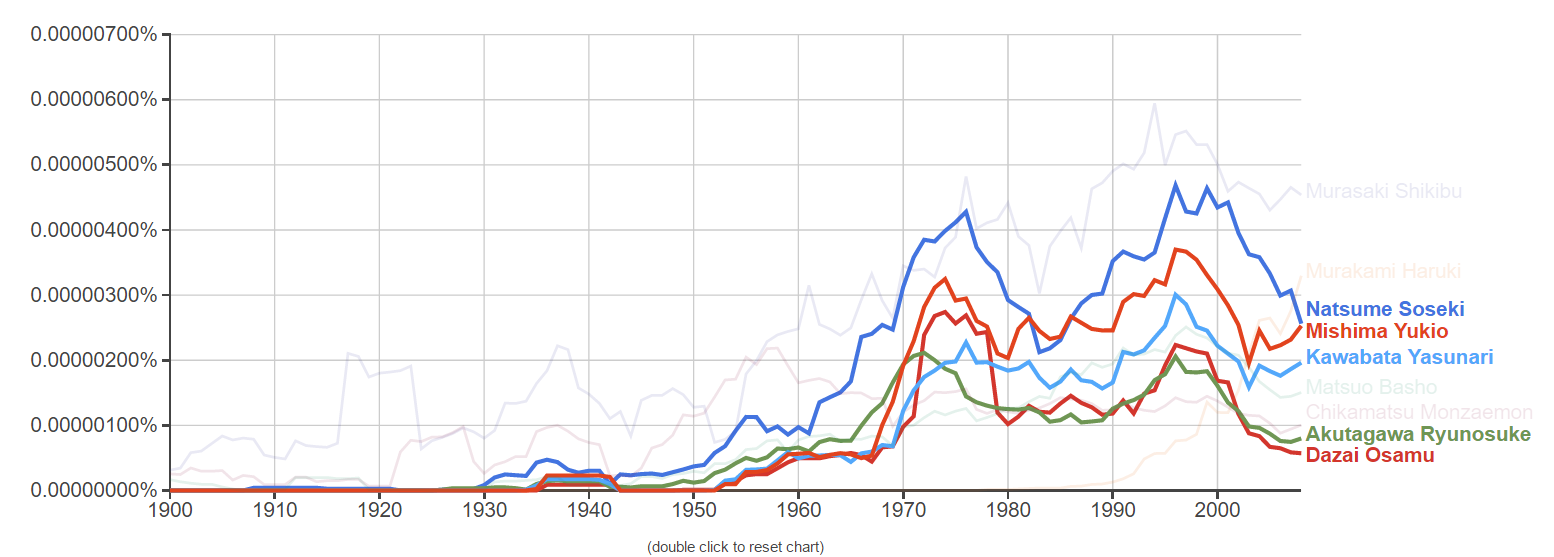 0.00000700%
0.00000600%
0.00000500%
0.00000400%
0.00000300%
0.00000200%
0.00000100%
0.00000000%
1900 1910 1920 1930 1940 1950 1960 1970 1980 1990 2000
Murasaki Shikibu
Murakami Haruki
Natsume Soseki
Mishima Yukio
Kawabata Yasunari
Matsuo Basho
Chikamatsu Monzaemon
Akutagawa Ryunosuke
Dazai Osamu
(double click to reset chart)